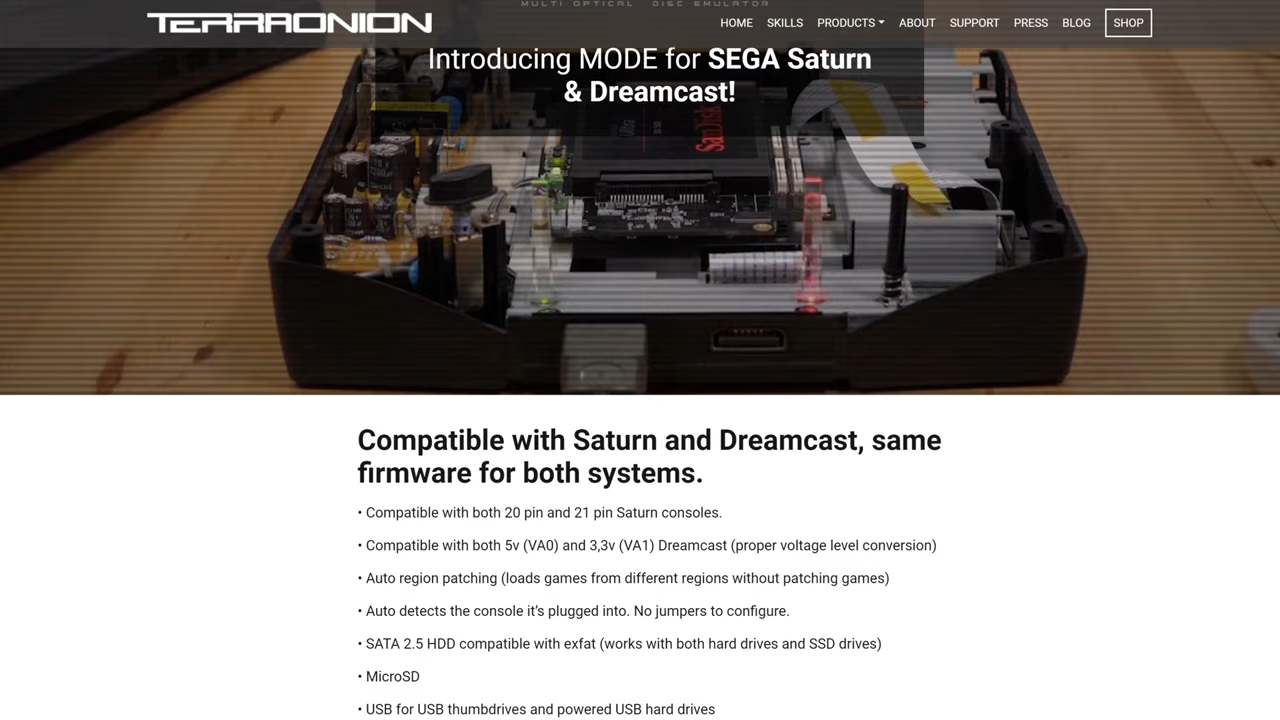 MULTI OPTICAL DISC EMULATOR
TERRAONION
HOME SKILLS PRODUCTS ABOUT SUPPORT PRESS BLOG SHOP
Introducing MODE for SEGA Saturn
& Dreamcast!
SanDisk
Compatible with Saturn and Dreamcast, same
firmware for both systems.
• Compatible with both 20 pin and 21 pin Saturn consoles.
• Compatible with both 5v (VA0) and 3,3v (VA1) Dreamcast (proper voltage level conversion)
• Auto region patching (loads games from different regions without patching games)
• Auto detects the console it’s plugged into. No jumpers to configure.
• SATA 2.5 HDD compatible with exfat (works with both hard drives and SSD drives)
• MicroSD
• USB for USB thumbdrives and powered USB hard drives